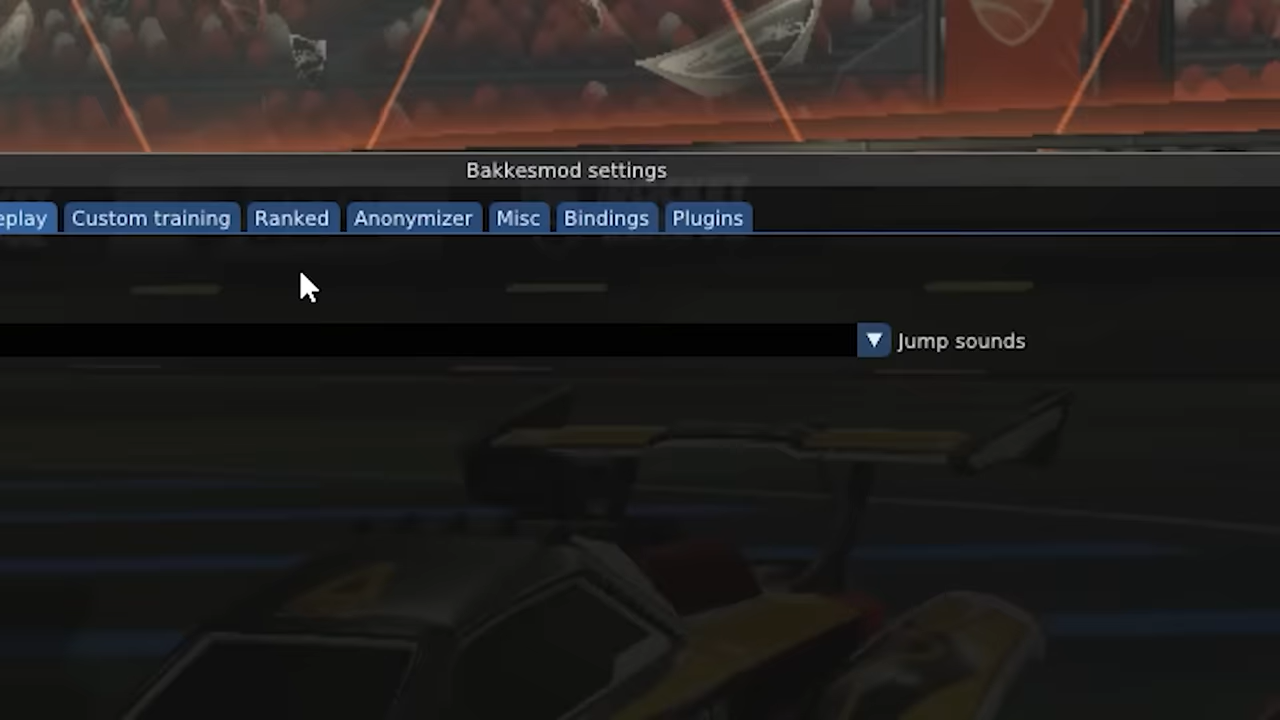 Bakkesmod settings
eplay Custom training Ranked Anonymizer Misc Bindings Plugins
Jump sounds